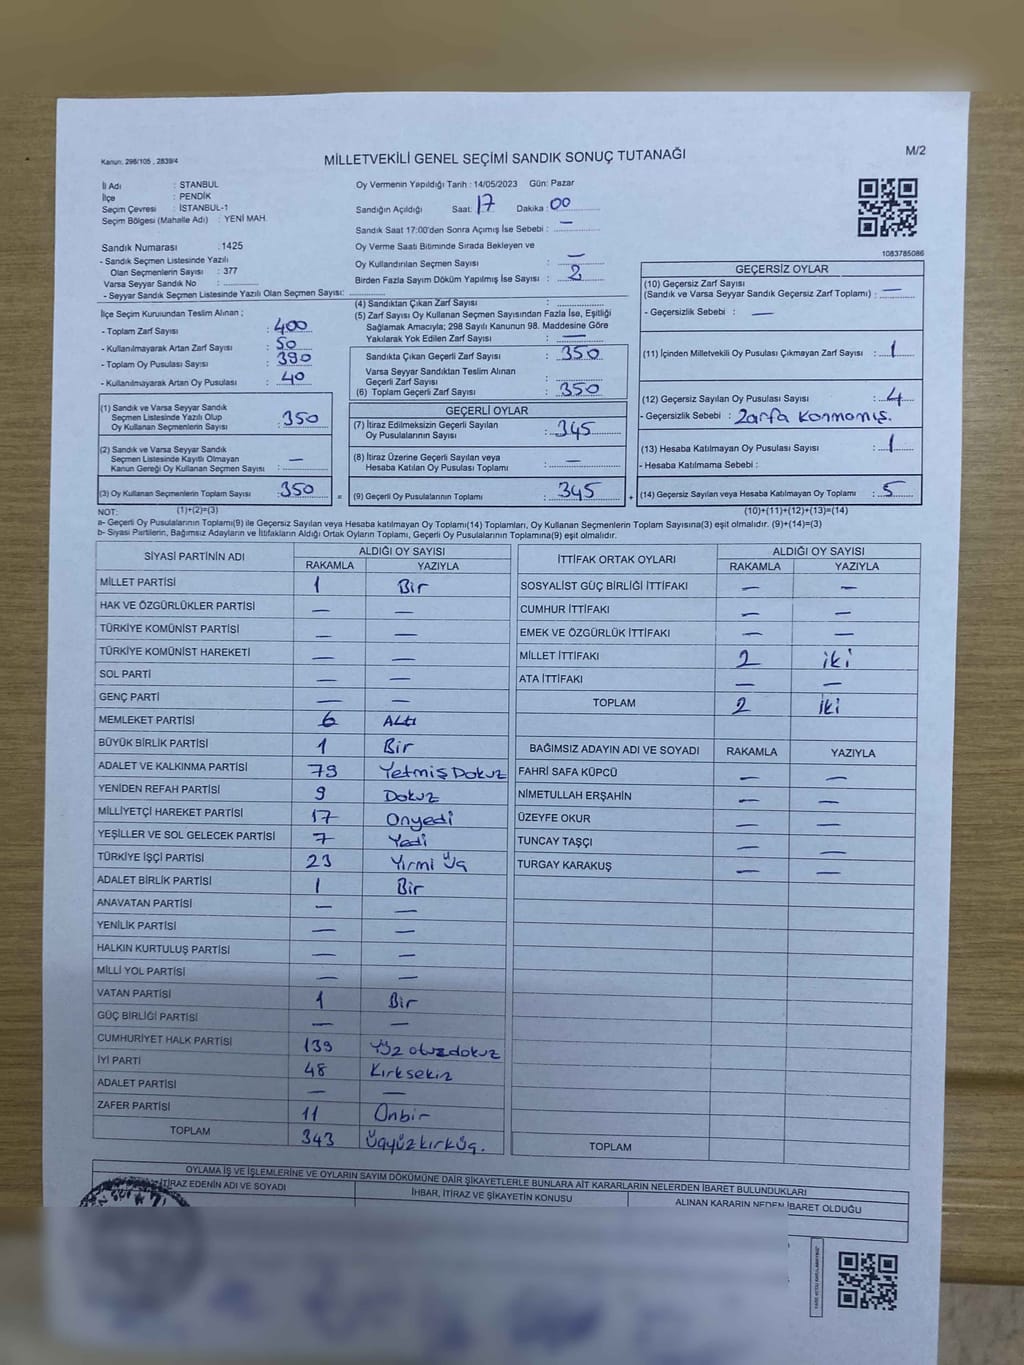 Kanun: 298/105 , 2839/4
MİLLETVEKİLİ GENEL SEÇİMİ SANDIK SONUÇ TUTANAĞI
M/2
İl Adı : STANBUL
İlçe : PENDİK
Seçim Çevresi : İSTANBUL-1
Seçim Bölgesi (Mahalle Adı) : YENİ MAH.
Oy Vermenin Yapıldığı Tarih : 14/05/2023 Gün: Pazar
Sandığın Açıldığı Saat: 17 Dakika : 00
Sandık Saat 17:00'den Sonra Açımış İse Sebebi : —
Oy Verme Saati Bitiminde Sırada Bekleyen ve
Oy Kullandırılan Seçmen Sayısı : —
Birden Fazla Sayım Döküm Yapılmış İse Sayısı : 2
1083785086
Sandık Numarası : 1425
- Sandık Seçmen Listesinde Yazılı
Olan Seçmenlerin Sayısı : 377
Varsa Seyyar Sandık No :
- Seyyar Sandık Seçmen Listesinde Yazılı Olan Seçmen Sayısı:
İlçe Seçim Kurulundan Teslim Alınan ;
- Toplam Zarf Sayısı : 400
- Kullanılmayarak Artan Zarf Sayısı : 50
- Toplam Oy Pusulası Sayısı : 390
- Kullanılmayarak Artan Oy Pusulası : 40
(1) Sandık ve Varsa Seyyar Sandık
Seçmen Listesinde Yazılı Olup
Oy Kullanan Seçmenlerin Sayısı : 350
(2) Sandık ve Varsa Seyyar Sandık
Seçmen Listesinde Kayıtlı Olmayan
Kanun Gereği Oy Kullanan Seçmen Sayısı : —
(3) Oy Kullanan Seçmenlerin Toplam Sayısı : 350
(4) Sandıktan Çıkan Zarf Sayısı :
(5) Zarf Sayısı Oy Kullanan Seçmen Sayısından Fazla İse, Eşitliği
Sağlamak Amacıyla; 298 Sayılı Kanunun 98. Maddesine Göre
Yakılarak Yok Edilen Zarf Sayısı : —
Sandıkta Çıkan Geçerli Zarf Sayısı : 350
Varsa Seyyar Sandıktan Teslim Alınan
Geçerli Zarf Sayısı :
(6) Toplam Geçerli Zarf Sayısı : 350
GEÇERLİ OYLAR
(7) İtiraz Edilmeksizin Geçerli Sayılan
Oy Pusulalarının Sayısı : 345
(8) İtiraz Üzerine Geçerli Sayılan veya
Hesaba Katılan Oy Pusulası Toplamı : —
= (9) Geçerli Oy Pusulalarının Toplamı : 345
GEÇERSİZ OYLAR
(10) Geçersiz Zarf Sayısı
(Sandık ve Varsa Seyyar Sandık Geçersiz Zarf Toplamı) : —
- Geçersizlik Sebebi : —
(11) İçinden Milletvekili Oy Pusulası Çıkmayan Zarf Sayısı : 1
(12) Geçersiz Sayılan Oy Pusulası Sayısı : 4
- Geçersizlik Sebebi : Zarfa konmamış.
(13) Hesaba Katılmayan Oy Pusulası Sayısı : 1
- Hesaba Katılmama Sebebi :
+ (14) Geçersiz Sayılan veya Hesaba Katılmayan Oy Toplamı : 5
NOT: (1)+(2)=(3)
(10)+(11)+(12)+(13)=(14)
a- Geçerli Oy Pusulalarının Toplamı(9) ile Geçersiz Sayılan veya Hesaba katılmayan Oy Toplamı(14) Toplamları, Oy Kullanan Seçmenlerin Toplam Sayısına(3) eşit olmalıdır. (9)+(14)=(3)
b- Siyasi Partilerin, Bağımsız Adayların ve İttifakların Aldığı Ortak Oyların Toplamı, Geçerli Oy Pusulalarının Toplamına(9) eşit olmalıdır.
SİYASİ PARTİNİN ADI ALDIĞI OY SAYISI
RAKAMLA YAZIYLA
MİLLET PARTİSİ 1 Bir
HAK VE ÖZGÜRLÜKLER PARTİSİ — —
TÜRKİYE KOMÜNİST PARTİSİ — —
TÜRKİYE KOMÜNİST HAREKETİ — —
SOL PARTİ — —
GENÇ PARTİ — —
MEMLEKET PARTİSİ 6 Altı
BÜYÜK BİRLİK PARTİSİ 1 Bir
ADALET VE KALKINMA PARTİSİ 79 Yetmiş Dokuz
YENİDEN REFAH PARTİSİ 9 Dokuz
MİLLİYETÇİ HAREKET PARTİSİ 17 Onyedi
YEŞİLLER VE SOL GELECEK PARTİSİ 7 Yedi
TÜRKİYE İŞÇİ PARTİSİ 23 Yirmi Üç
ADALET BİRLİK PARTİSİ 1 Bir
ANAVATAN PARTİSİ — —
YENİLİK PARTİSİ — —
HALKIN KURTULUŞ PARTİSİ — —
MİLLİ YOL PARTİSİ — —
VATAN PARTİSİ 1 Bir
GÜÇ BİRLİĞİ PARTİSİ — —
CUMHURİYET HALK PARTİSİ 139 Yüz otuzdokuz
İYİ PARTİ 48 Kırksekiz
ADALET PARTİSİ — —
ZAFER PARTİSİ 11 Onbir
TOPLAM 343 Üçyüzkırküç.
İTTİFAK ORTAK OYLARI ALDIĞI OY SAYISI
RAKAMLA YAZIYLA
SOSYALİST GÜÇ BİRLİĞİ İTTİFAKI — —
CUMHUR İTTİFAKI — —
EMEK VE ÖZGÜRLÜK İTTİFAKI — —
MİLLET İTTİFAKI 2 iki
ATA İTTİFAKI — —
TOPLAM 2 iki
BAĞIMSIZ ADAYIN ADI VE SOYADI RAKAMLA YAZIYLA
FAHRİ SAFA KÜPCÜ — —
NİMETULLAH ERŞAHİN — —
ÜZEYFE OKUR — —
TUNCAY TAŞÇI — —
TURGAY KARAKUŞ — —
TOPLAM
OYLAMA İŞ VE İŞLEMLERİNE VE OYLARIN SAYIM DÖKÜMÜNE DAİR ŞİKAYETLERLE BUNLARA AİT KARARLARIN NELERDEN İBARET BULUNDUKLARI
İTİRAZ EDENİN ADI VE SOYADI
İHBAR, İTİRAZ VE ŞİKAYETİN KONUSU
ALINAN KARARIN NEDEN İBARET OLDUĞU